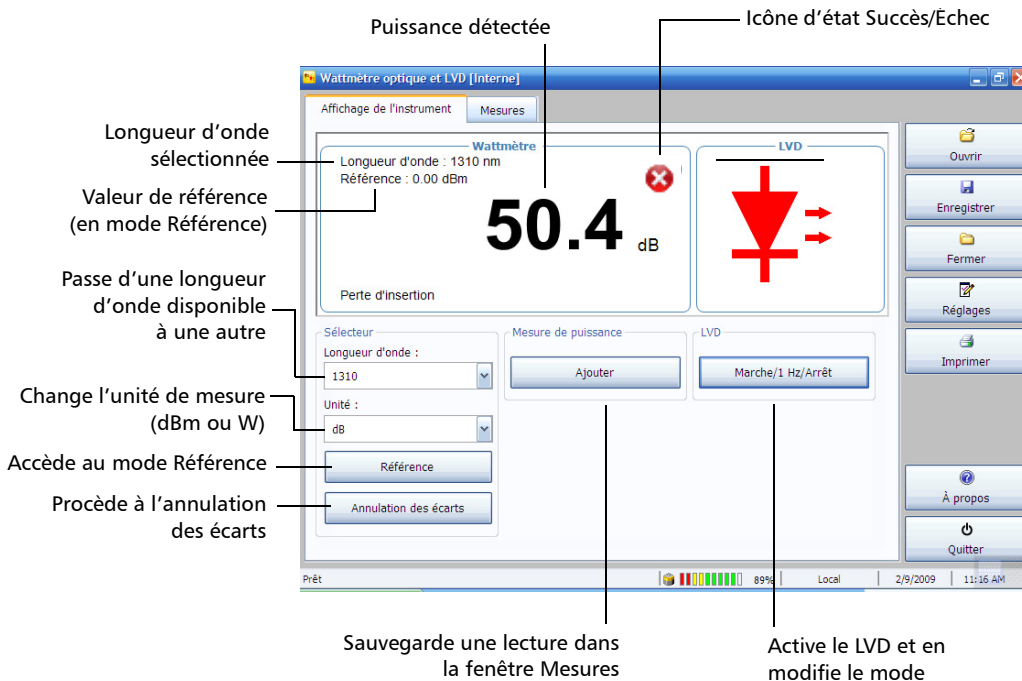 Puissance détectée
Icône d'état Succès/Échec
Wattmètre optique et LVD [Interne]
Affichage de l'instrument
Mesures
Longueur d'onde
sélectionnée
Valeur de référence
(en mode Référence)
Passe d'une longueur
d'onde disponible
à une autre
Change l'unité de mesure
(dBm ou W)
Accède au mode Référence
Procède à l'annulation
des écarts
Wattmètre
Longueur d'onde : 1310 nm
Référence : 0.00 dBm
50.4 dB
Perte d'insertion
LVD
Sélecteur
Longueur d'onde :
1310
Unité :
dB
Référence
Annulation des écarts
Mesure de puissance
Ajouter
LVD
Marche/1 Hz/Arrêt
Ouvrir
Enregistrer
Fermer
Réglages
Imprimer
À propos
Quitter
Prêt
89%
Local
2/9/2009
11:16 AM
Sauvegarde une lecture dans
la fenêtre Mesures
Active le LVD et en
modifie le mode